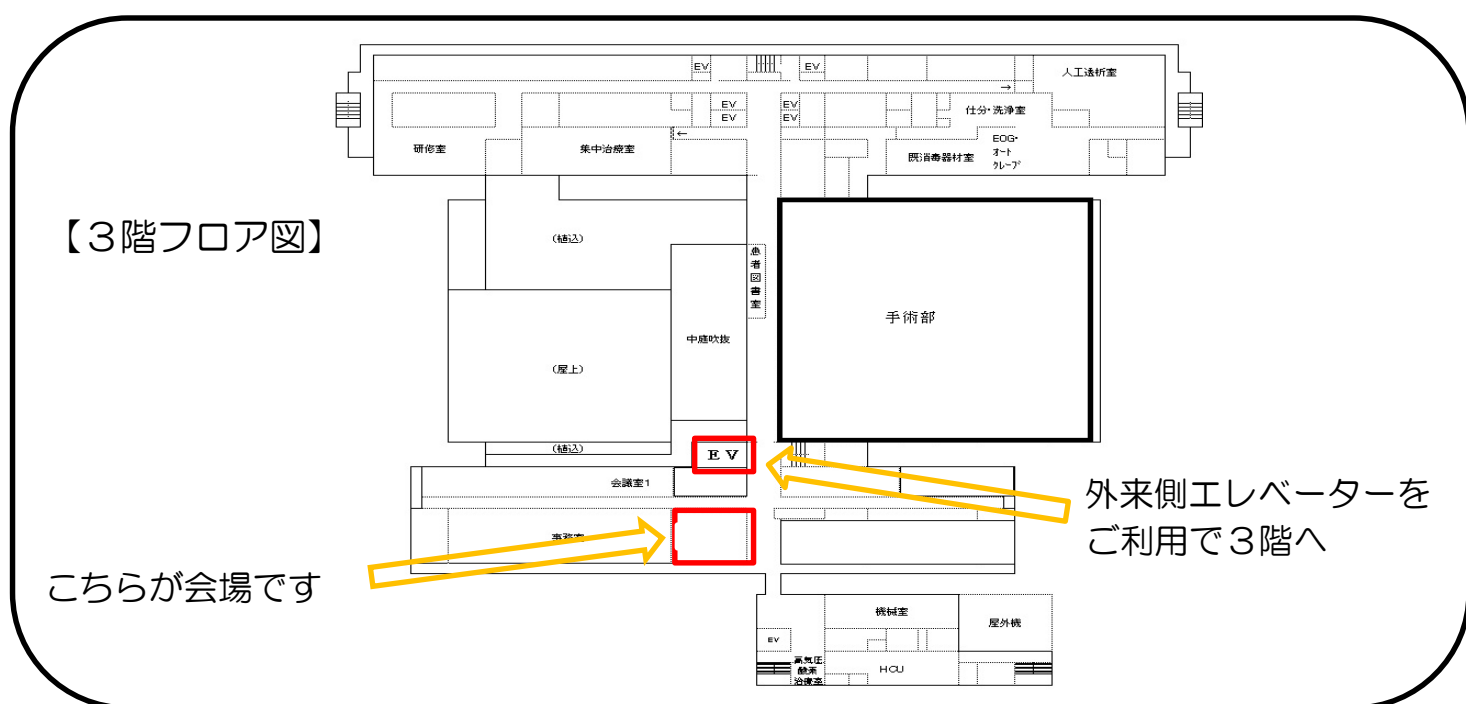 EV
EV
人工透析室
→
EV
EV
EV
EV
仕分・洗浄室
←
研修室
集中治療室
既消毒器材室
EOG・
オート
クレーブ
【3階フロア図】
(植込)
患者図書室
中庭吹抜
手術部
(屋上)
(植込)
EV
会議室1
外来側エレベーターを
ご利用で3階へ
事務室
こちらが会場です
機械室
屋外機
EV
高気圧
酸素
治療室
HCU